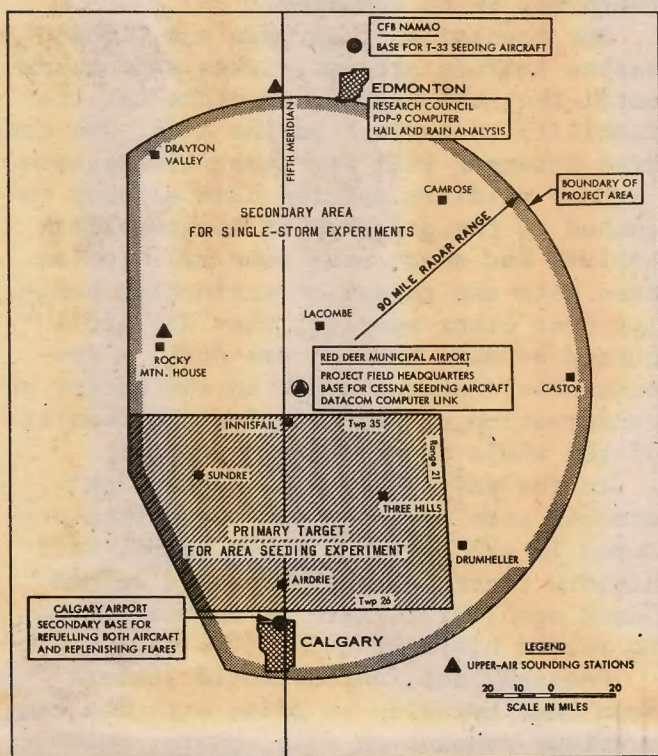 CFB NAMAO
BASE FOR T-33 SEEDING AIRCRAFT
EDMONTON
RESEARCH COUNCIL
PDP-9 COMPUTER
HAIL AND RAIN ANALYSIS
FIFTH MERIDIAN
DRAYTON
VALLEY
CAMROSE
BOUNDARY OF
PROJECT AREA
SECONDARY AREA
FOR SINGLE-STORM EXPERIMENTS
90 MILE RADAR RANGE
LACOMBE
ROCKY
MTN. HOUSE
RED DEER MUNICIPAL AIRPORT
PROJECT FIELD HEADQUARTERS
BASE FOR CESSNA SEEDING AIRCRAFT
DATACOM COMPUTER LINK
CASTOR
INNISFAIL
Twp 35
Range 21
SUNDRE
THREE HILLS
PRIMARY TARGET
FOR AREA SEEDING EXPERIMENT
DRUMHELLER
AIRDRIE
Twp 26
CALGARY AIRPORT
SECONDARY BASE FOR
REFUELLING BOTH AIRCRAFT
AND REPLENISHING FLARES
CALGARY
LEGEND
UPPER-AIR SOUNDING STATIONS
20 10 0 20
SCALE IN MILES